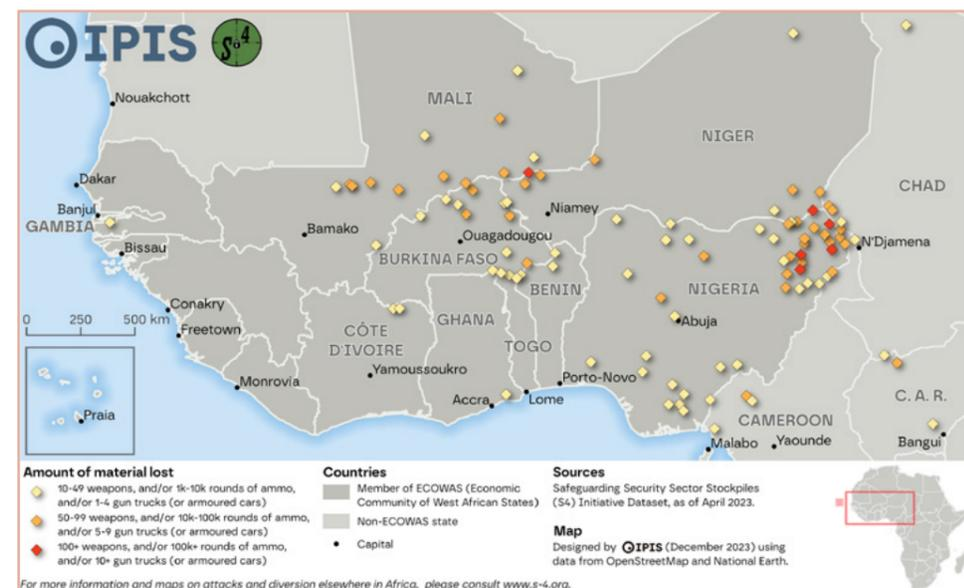 IPIS
S°4
Nouakchott
MALI
NIGER
CHAD
Dakar
Banjul
GAMBIA
Bissau
Bamako
Niamey
Ouagadougou
BURKINA FASO
N'Djamena
BENIN
NIGERIA
Conakry
0 250 500 km
Freetown
CÔTE
D'IVOIRE
GHANA
TOGO
Abuja
Yamoussoukro
Monrovia
Porto-Novo
Accra
Lome
C. A. R.
CAMEROON
Praia
Malabo
Yaounde
Bangui
Amount of material lost
10-49 weapons, and/or 1k-10k rounds of ammo,
and/or 1-4 gun trucks (or armoured cars)
50-99 weapons, and/or 10k-100k rounds of ammo,
and/or 5-9 gun trucks (or armoured cars)
100+ weapons, and/or 100k+ rounds of ammo,
and/or 10+ gun trucks (or armoured cars)
Countries
Member of ECOWAS (Economic
Community of West African States)
Non-ECOWAS state
Capital
Sources
Safeguarding Security Sector Stockpiles
(S4) Initiative Dataset, as of April 2023.
Map
Designed by IPIS (December 2023) using
data from OpenStreetMap and National Earth.
For more information and maps on attacks and diversion elsewhere in Africa, please consult www.s-4.org.